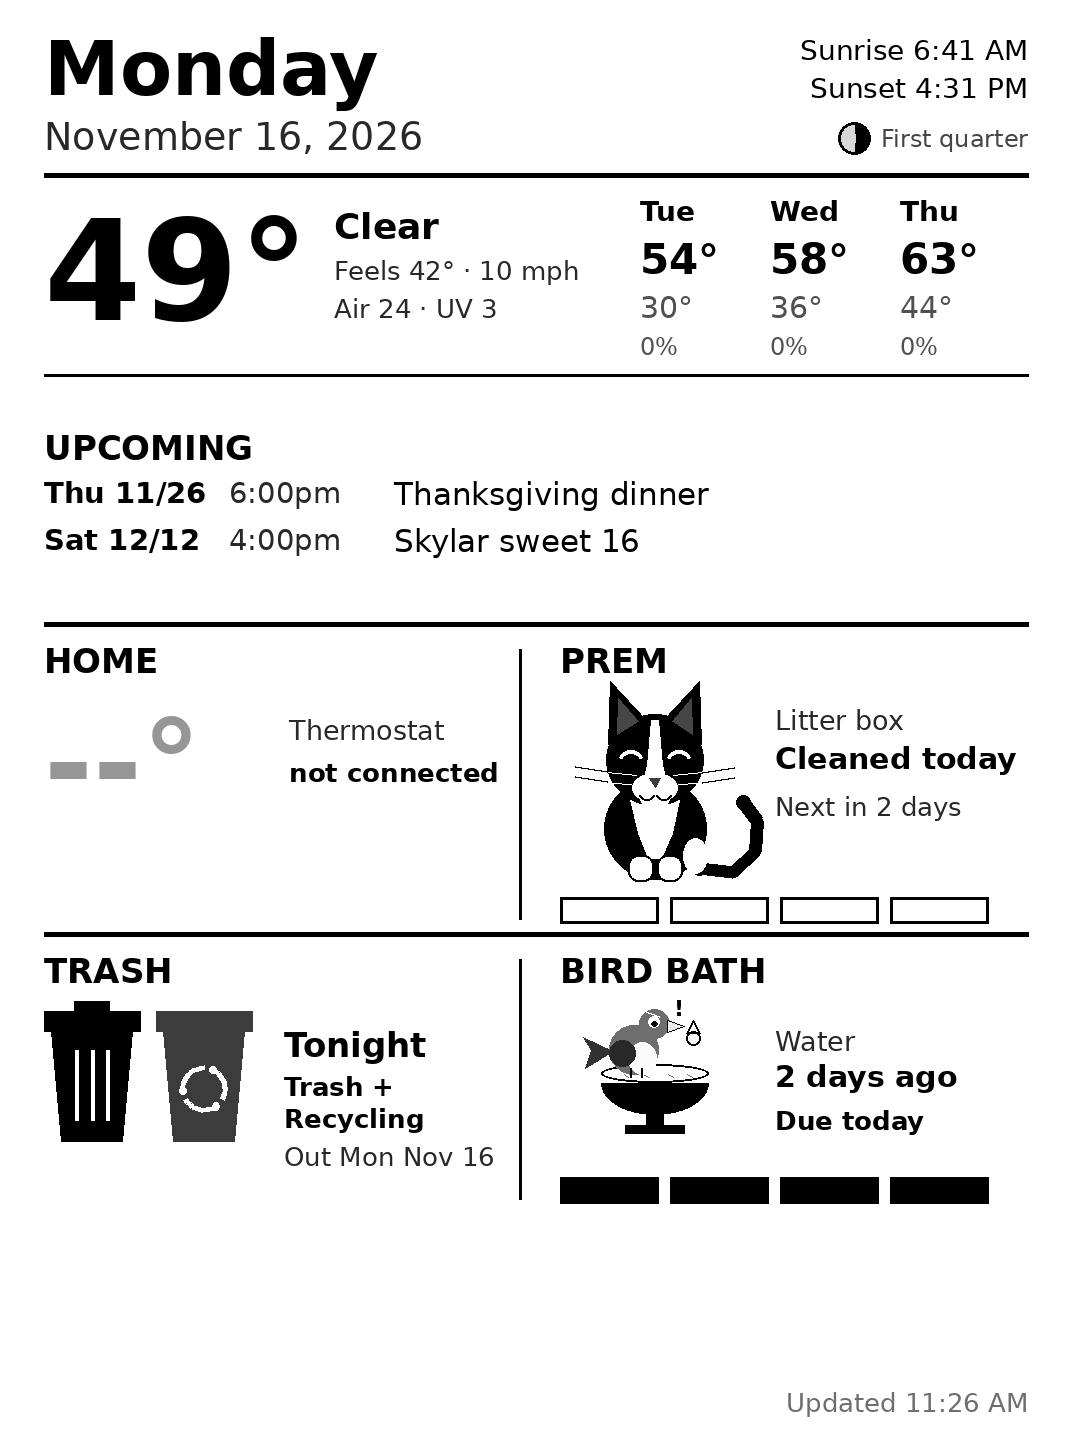 Monday
November 16, 2026
Sunrise 6:41 AM
Sunset 4:31 PM
First quarter
49°
Clear
Feels 42° · 10 mph
Air 24 · UV 3
Tue Wed Thu
54° 58° 63°
30° 36° 44°
0% 0% 0%
UPCOMING
Thu 11/26 6:00pm Thanksgiving dinner
Sat 12/12 4:00pm Skylar sweet 16
HOME
--°
Thermostat
not connected
PREM
Litter box
Cleaned today
Next in 2 days
TRASH
Tonight
Trash +
Recycling
Out Mon Nov 16
BIRD BATH
!
Water
2 days ago
Due today
Updated 11:26 AM